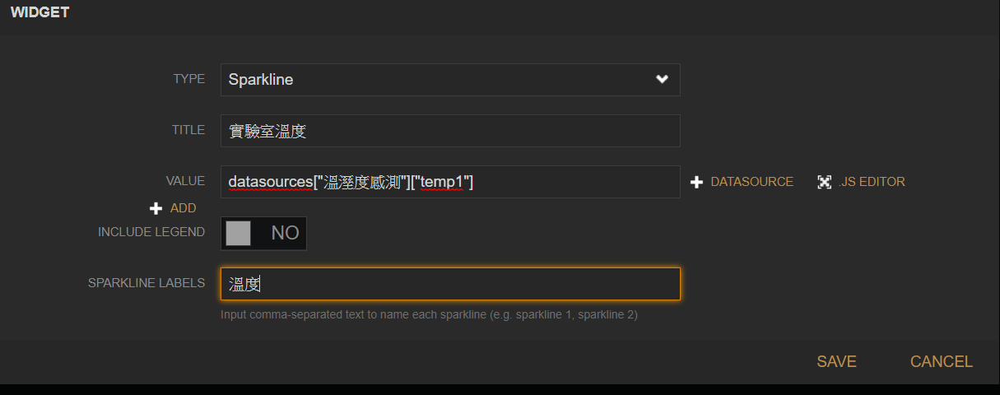 WIDGET
TYPE Sparkline
TITLE 實驗室溫度
VALUE datasources["溫溼度感測"]["temp1"] DATASOURCE .JS EDITOR
ADD
INCLUDE LEGEND NO
SPARKLINE LABELS 溫度
Input comma-separated text to name each sparkline (e.g. sparkline 1, sparkline 2)
SAVE CANCEL